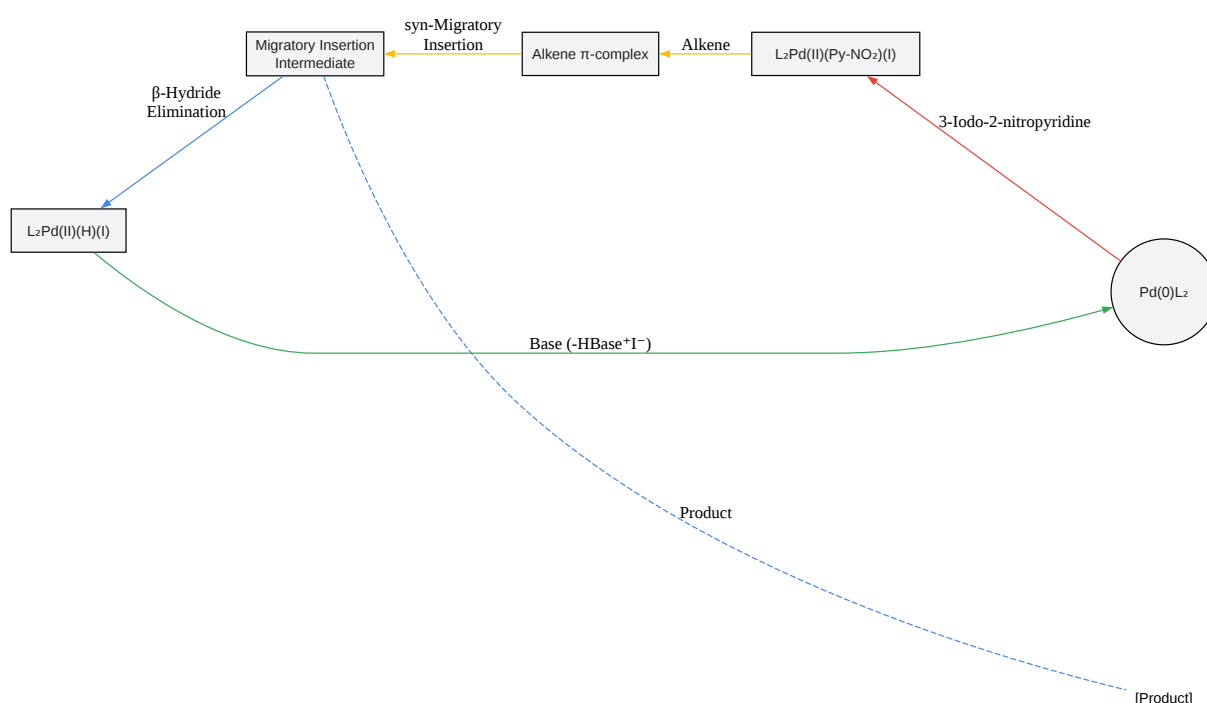 syn-Migratory
Insertion
Migratory Insertion
Intermediate
Alkene π-complex
Alkene
L₂Pd(II)(Py-NO₂)(I)
β-Hydride
Elimination
3-Iodo-2-nitropyridine
L₂Pd(II)(H)(I)
Pd(0)L₂
Base (-HBase⁺I⁻)
Product
[Product]